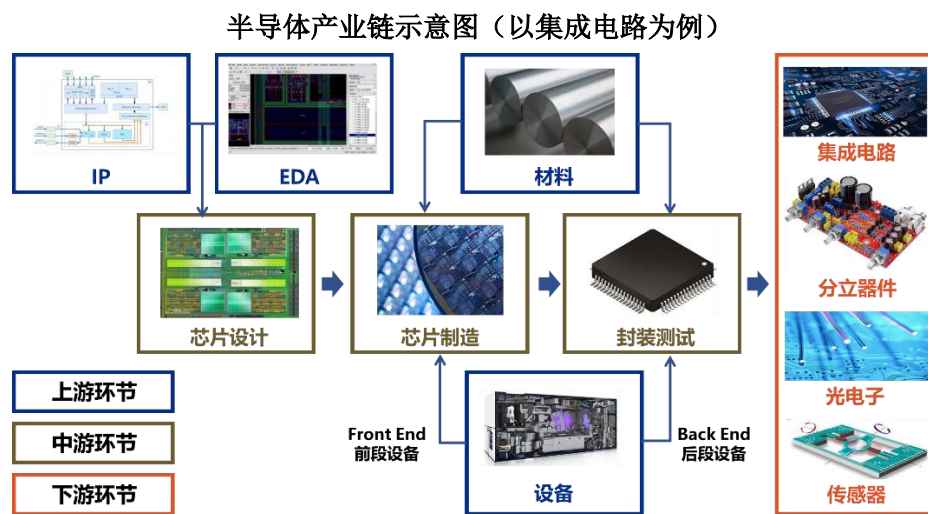 半导体产业链示意图（以集成电路为例）
IP
EDA
材料
集成电路
芯片设计
芯片制造
封装测试
分立器件
上游环节
中游环节
下游环节
Front End
前段设备
设备
Back End
后段设备
光电子
传感器